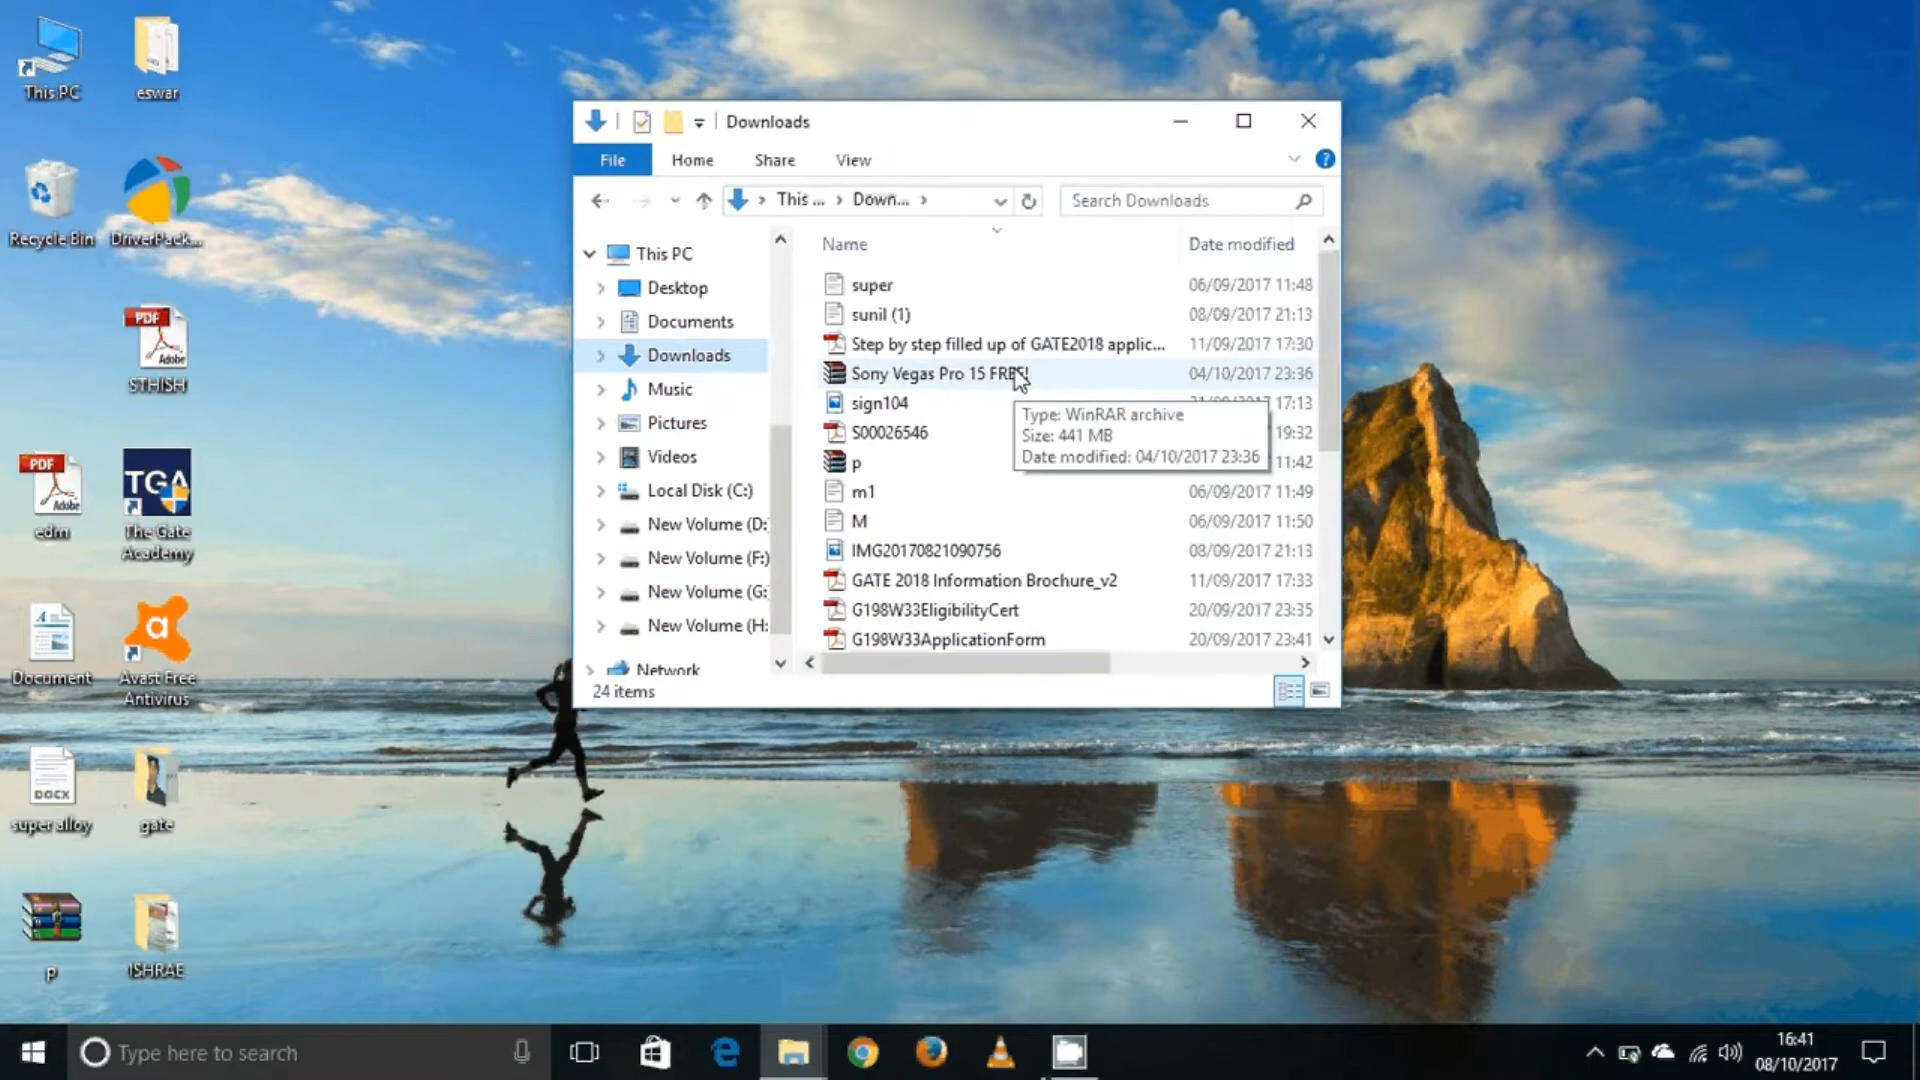 This PC
eswar
Recycle Bin
DriverPack...
PDF
Adobe
STHISH
PDF
Adobe
edm
TGA
The Gate
Academy
Document
Avast Free
Antivirus
DOCX
super alloy
gate
p
ISHRAE
Downloads
File Home Share View
This ... Down...
Search Downloads
This PC
Desktop
Documents
Downloads
Music
Pictures
Videos
Local Disk (C:)
New Volume (D:
New Volume (F:)
New Volume (G:
New Volume (H:
Network
Name Date modified
super 06/09/2017 11:48
sunil (1) 08/09/2017 21:13
Step by step filled up of GATE2018 applic... 11/09/2017 17:30
Sony Vegas Pro 15 FREE! 04/10/2017 23:36
sign104 17:13
S00026546 19:32
p 11:42
m1 06/09/2017 11:49
M 06/09/2017 11:50
IMG20170821090756 08/09/2017 21:13
GATE 2018 Information Brochure_v2 11/09/2017 17:33
G198W33EligibilityCert 20/09/2017 23:35
G198W33ApplicationForm 20/09/2017 23:41
Type: WinRAR archive
Size: 441 MB
Date modified: 04/10/2017 23:36
24 items
Type here to search
16:41
08/10/2017